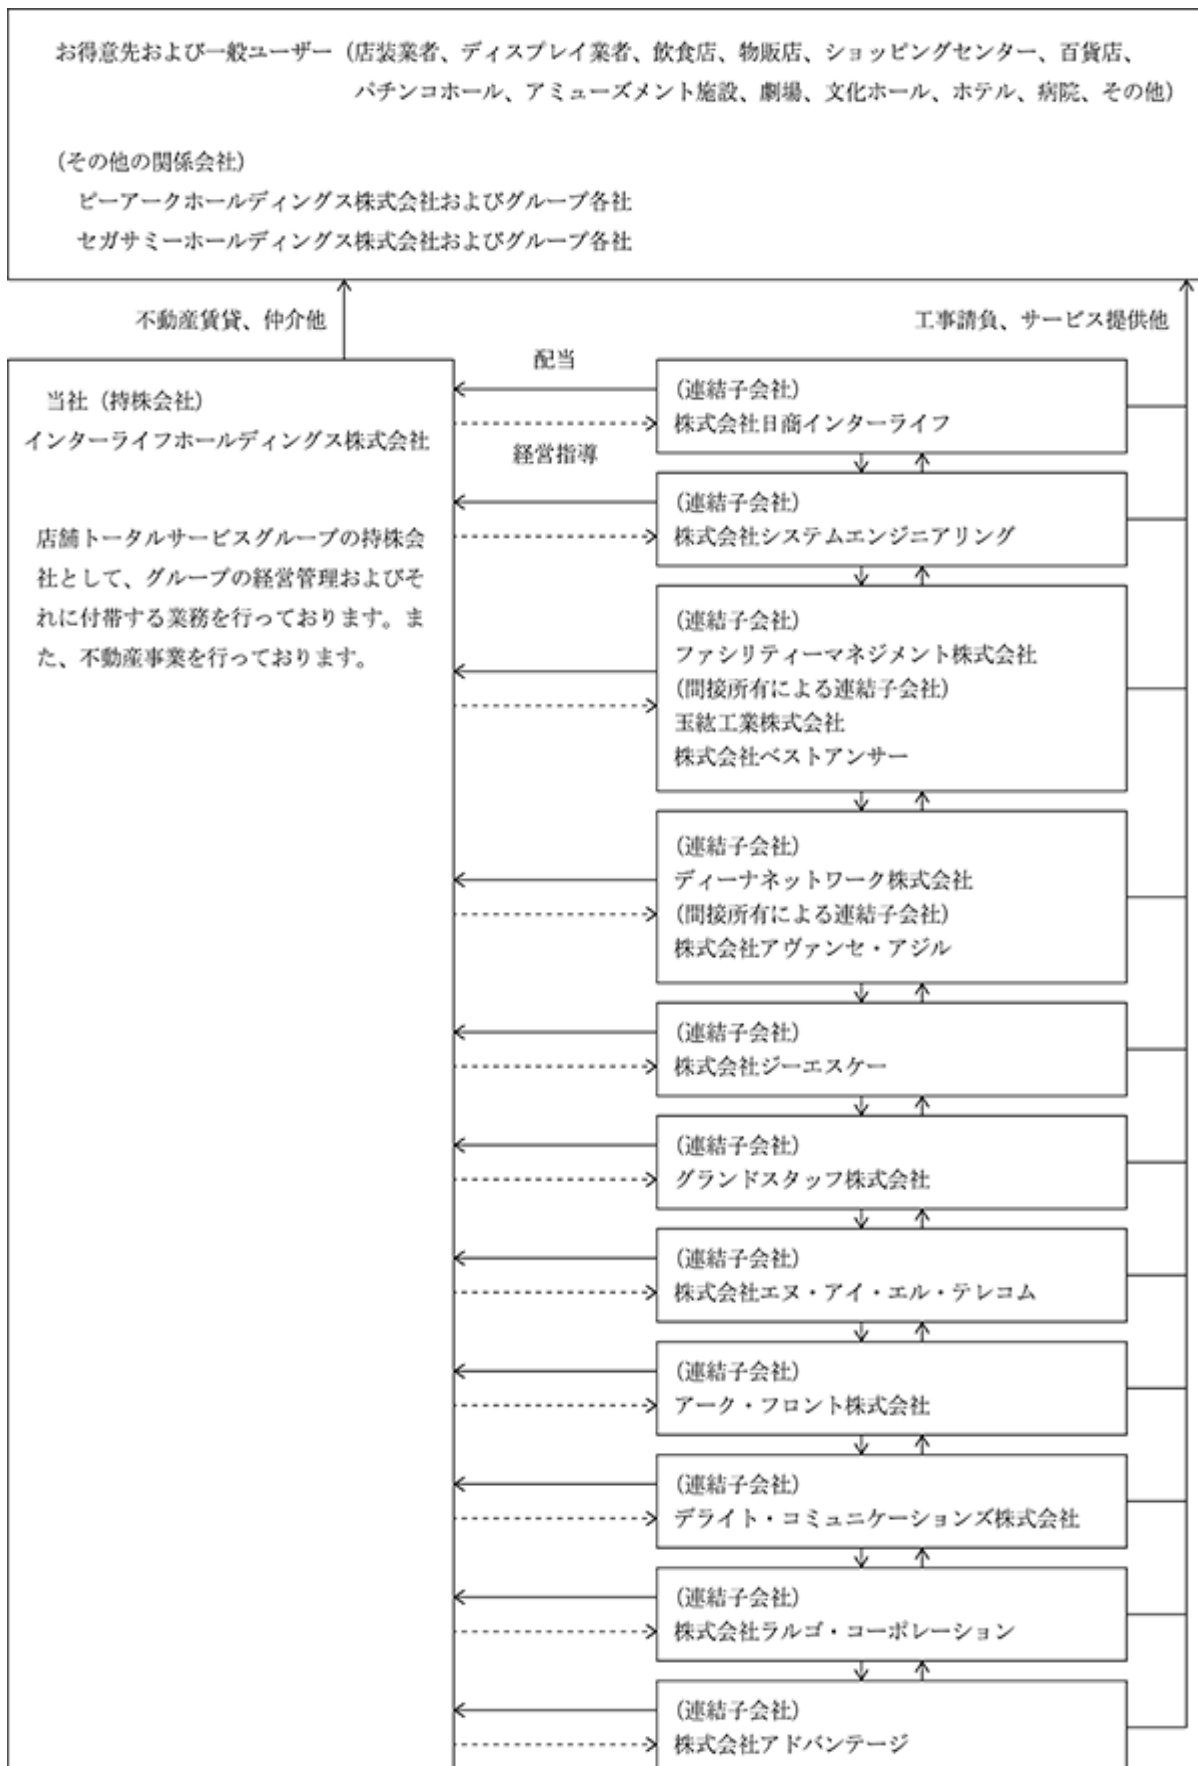 お得意先および一般ユーザー（店装業者、ディスプレイ業者、飲食店、物販店、ショッピングセンター、百貨店、
パチンコホール、アミューズメント施設、劇場、文化ホール、ホテル、病院、その他）
(その他の関係会社)
ピーアークホールディングス株式会社およびグループ各社
セガサミーホールディングス株式会社およびグループ各社
不動産賃貸、仲介他
工事請負、サービス提供他
当社（持株会社）
インターライフホールディングス株式会社
店舗トータルサービスグループの持株会
社として、グループの経営管理およびそ
れに付帯する業務を行っております。ま
た、不動産事業を行っております。
配当
経営指導
(連結子会社)
株式会社日商インターライフ
(連結子会社)
株式会社システムエンジニアリング
(連結子会社)
ファシリティーマネジメント株式会社
(間接所有による連結子会社)
玉紘工業株式会社
株式会社ベストアンサー
(連結子会社)
ディーナネットワーク株式会社
(間接所有による連結子会社)
株式会社アヴァンセ・アジル
(連結子会社)
株式会社ジーエスケー
(連結子会社)
グランドスタッフ株式会社
(連結子会社)
株式会社エヌ・アイ・エル・テレコム
(連結子会社)
アーク・フロント株式会社
(連結子会社)
デライト・コミュニケーションズ株式会社
(連結子会社)
株式会社ラルゴ・コーポレーション
(連結子会社)
株式会社アドバンテージ